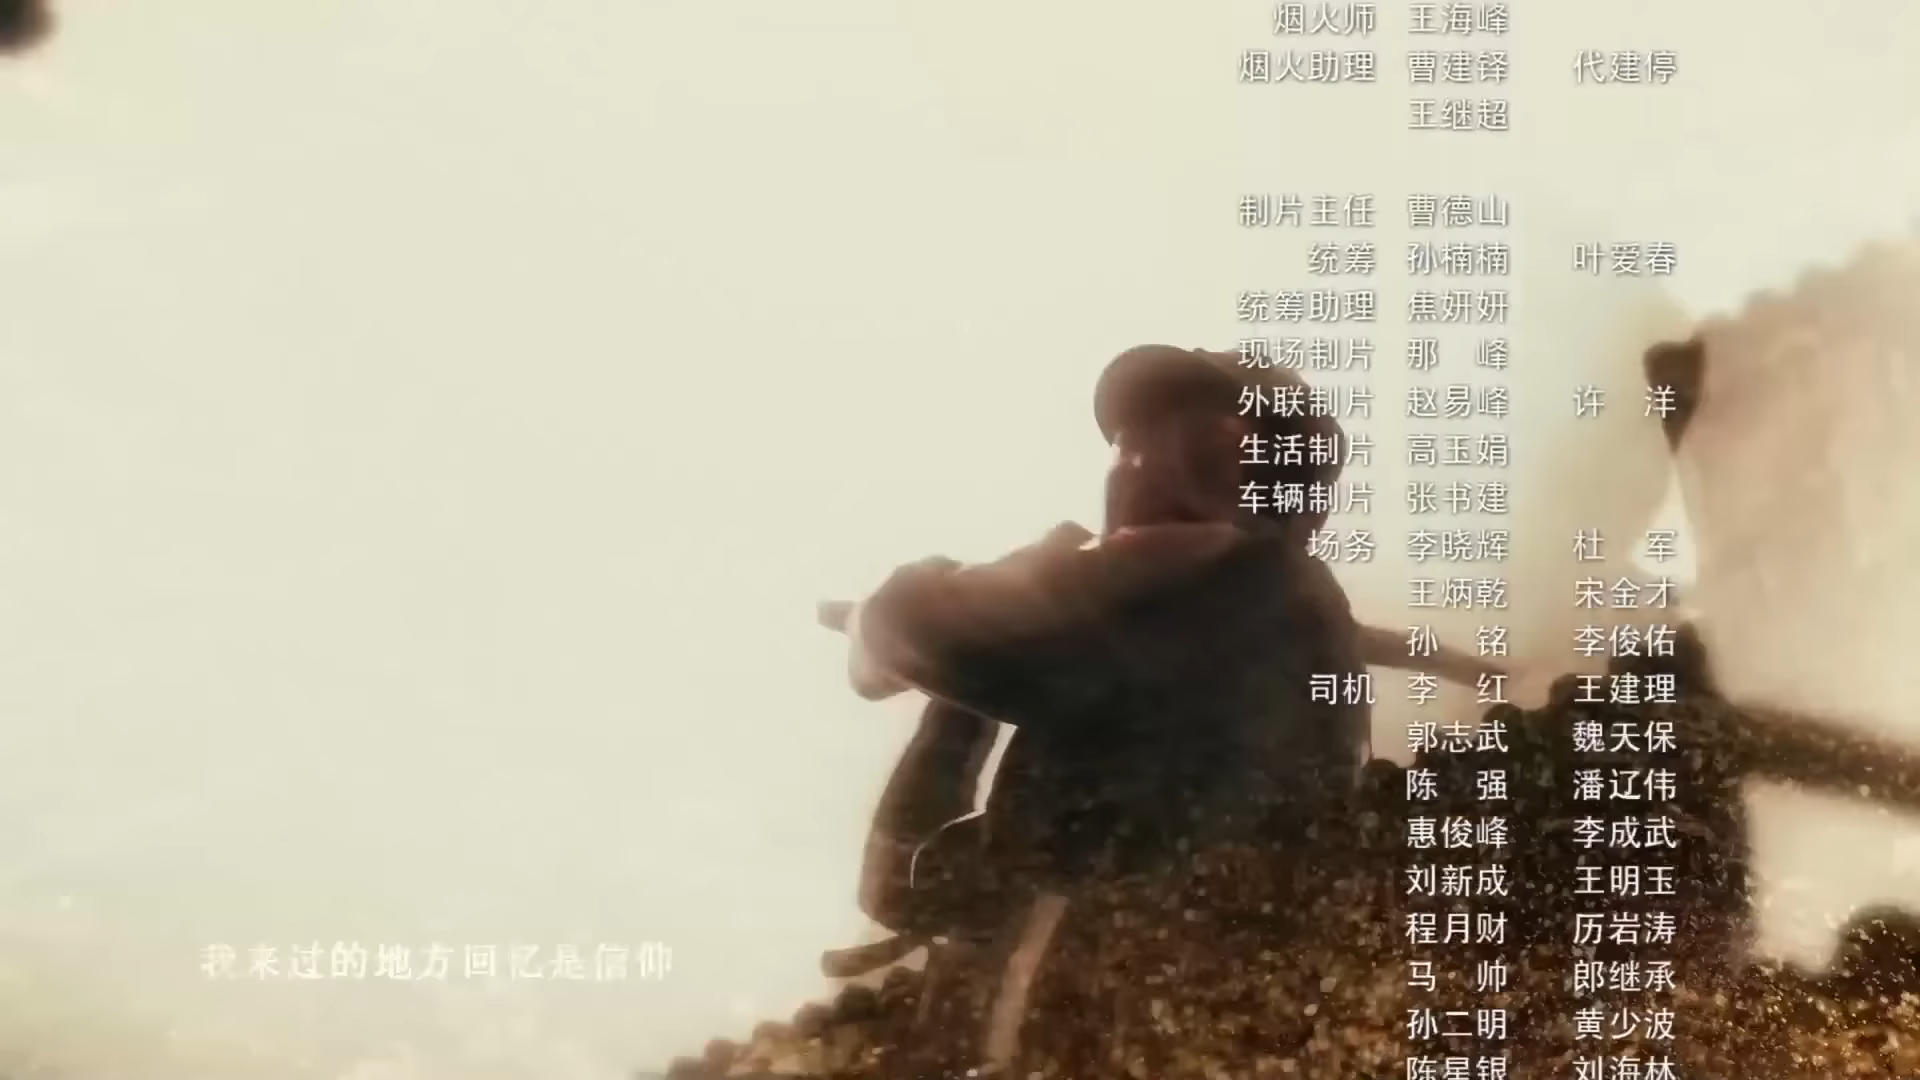 烟火师 王海峰
烟火助理 曹建铎 代建停
王继超
制片主任 曹德山
统筹 孙楠楠 叶爱春
统筹助理 焦妍妍
现场制片 那 峰
外联制片 赵易峰 许 洋
生活制片 高玉娟
车辆制片 张书建
场务 李晓辉 杜 军
王炳乾 宋金才
孙 铭 李俊佑
司机 李 红 王建理
郭志武 魏天保
陈 强 潘辽伟
惠俊峰 李成武
刘新成 王明玉
程月财 历岩涛
马 帅 郎继承
我来过的地方回忆是信仰
孙二明 黄少波
陈星银 刘海林